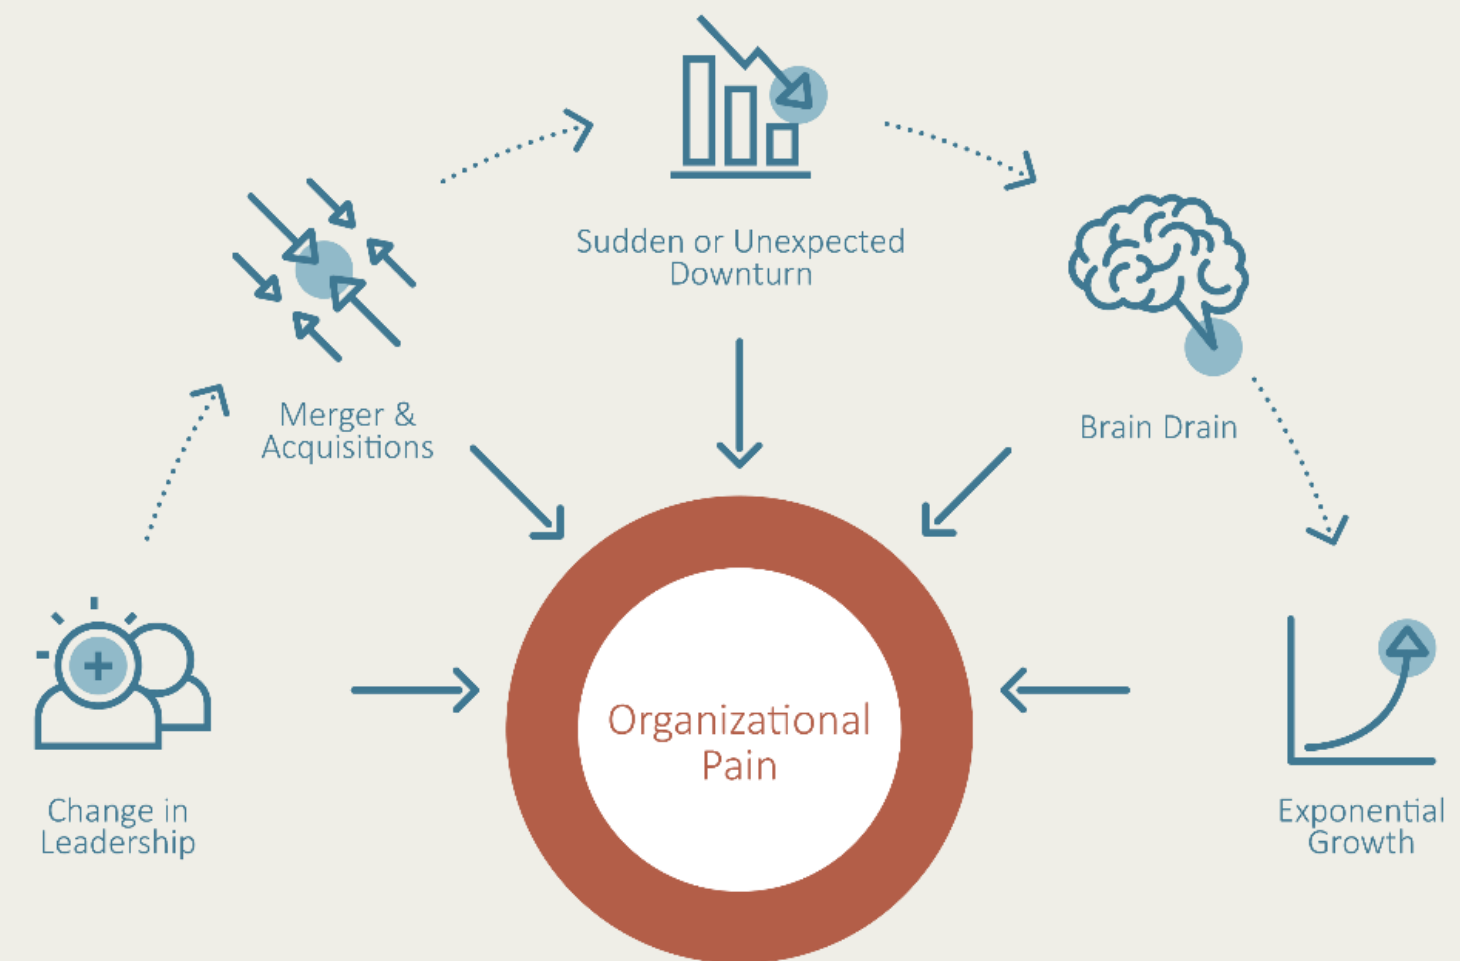 Sudden or Unexpected
Downturn
Merger &
Acquisitions
Brain Drain
Organizational
Pain
Change in
Leadership
Exponential
Growth